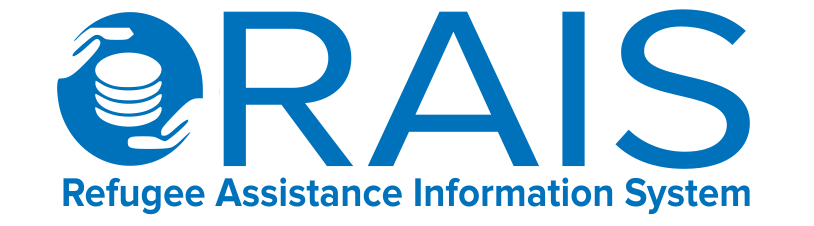 RAIS
Refugee Assistance Information System